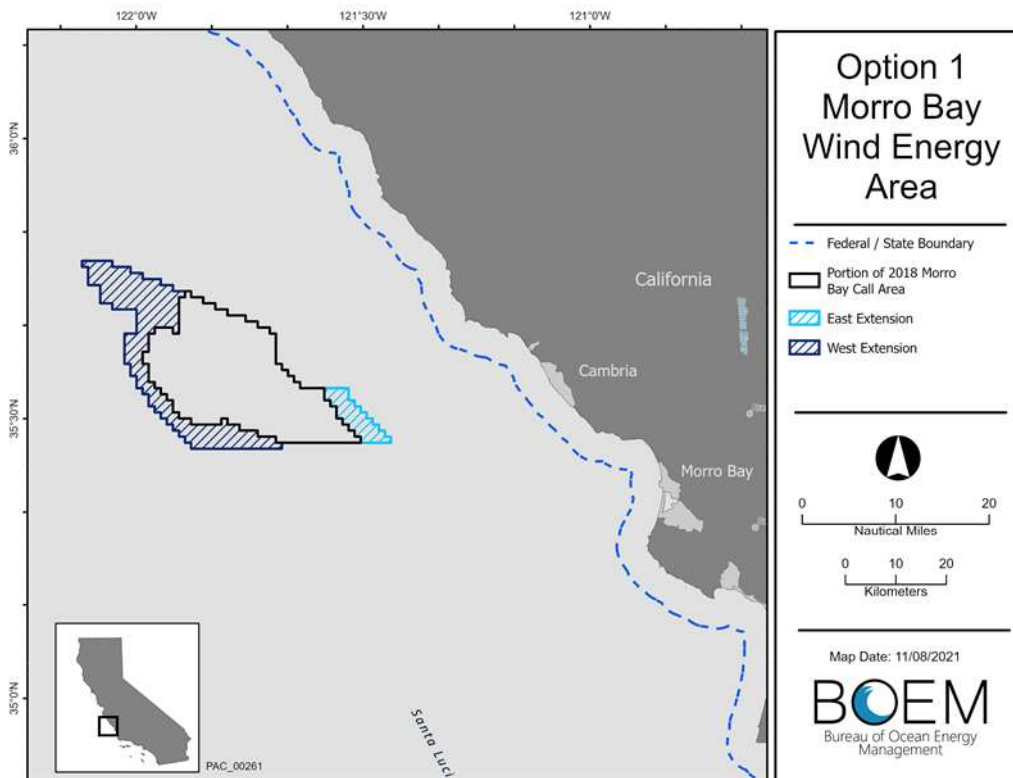 122°0'W
121°30'W
121°0'W
36°0'N
35°30'N
35°0'N
California
Cambria
Morro Bay
Santa Luci
PAC_00261
Option 1
Morro Bay
Wind Energy
Area
Federal / State Boundary
Portion of 2018 Morro
Bay Call Area
East Extension
West Extension
0 10 20
Nautical Miles
0 10 20
Kilometers
Map Date: 11/08/2021
BOEM
Bureau of Ocean Energy
Management